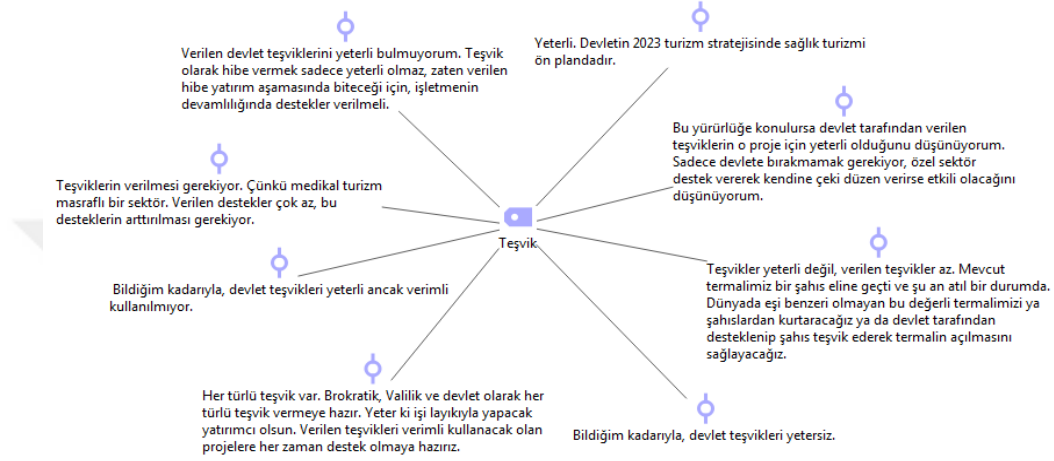 Verilen devlet teşviklerini yeterli bulmuyorum. Teşvik
olarak hibe vermek sadece yeterli olmaz, zaten verilen
hibe yatırım aşamasında biteceği için, işletmenin
devamlılığında destekler verilmeli.
Yeterli. Devletin 2023 turizm stratejisinde sağlık turizmi
ön plandadır.
Bu yürürlüğe konulursa devlet tarafından verilen
teşviklerin o proje için yeterli olduğunu düşünüyorum.
Sadece devlete bırakmamak gerekiyor, özel sektör
destek vererek kendine çeki düzen verirse etkili olacağını
düşünüyorum.
Teşviklerin verilmesi gerekiyor. Çünkü medikal turizm
masraflı bir sektör. Verilen destekler çok az, bu
desteklerin arttırılması gerekiyor.
Teşvik
Teşvikler yeterli değil, verilen teşvikler az. Mevcut
termalimiz bir şahıs eline geçti ve şu an atıl bir durumda.
Dünyada eşi benzeri olmayan bu değerli termalimizi ya
şahıslardan kurtaracağız ya da devlet tarafından
desteklenip şahıs teşvik ederek termalin açılmasını
sağlayacağız.
Bildiğim kadarıyla, devlet teşvikleri yeterli ancak verimli
kullanılmıyor.
Her türlü teşvik var. Brokratik, Valilik ve devlet olarak her
türlü teşvik vermeye hazır. Yeter ki işi layıkıyla yapacak
yatırımcı olsun. Verilen teşvikleri verimli kullanacak olan
projelere her zaman destek olmaya hazırız.
Bildiğim kadarıyla, devlet teşvikleri yetersiz.